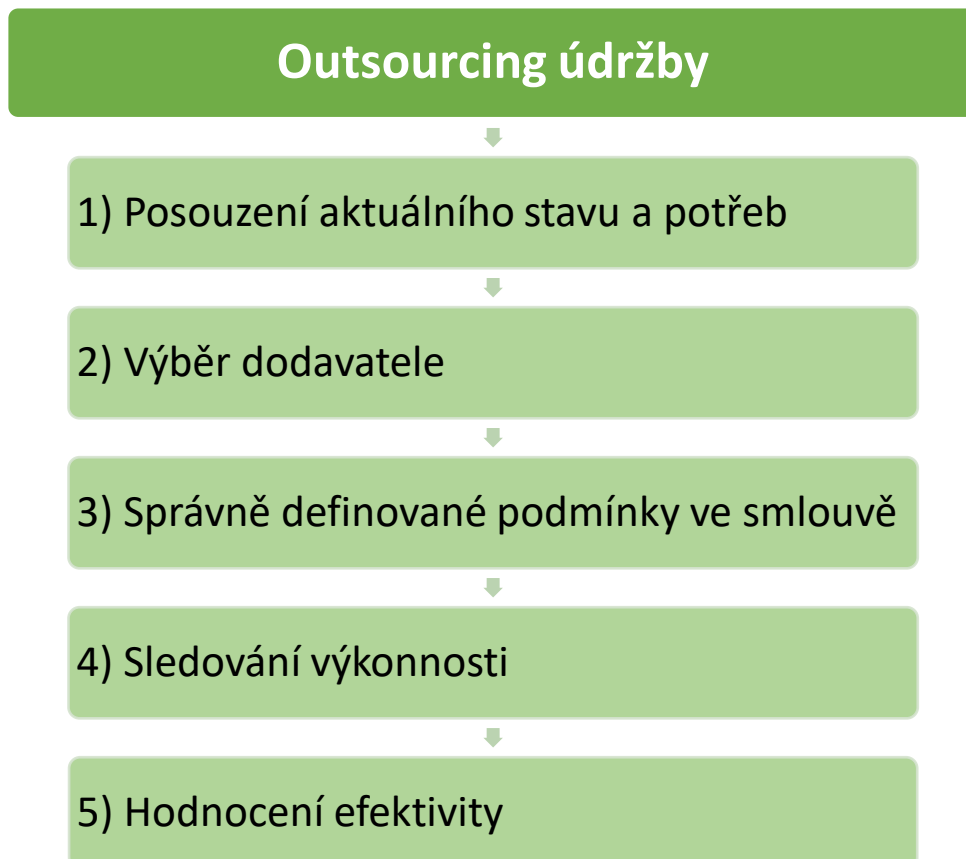 Outsourcing údržby
1) Posouzení aktuálního stavu a potřeb
2) Výběr dodavatele
3) Správně definované podmínky ve smlouvě
4) Sledování výkonnosti
5) Hodnocení efektivity